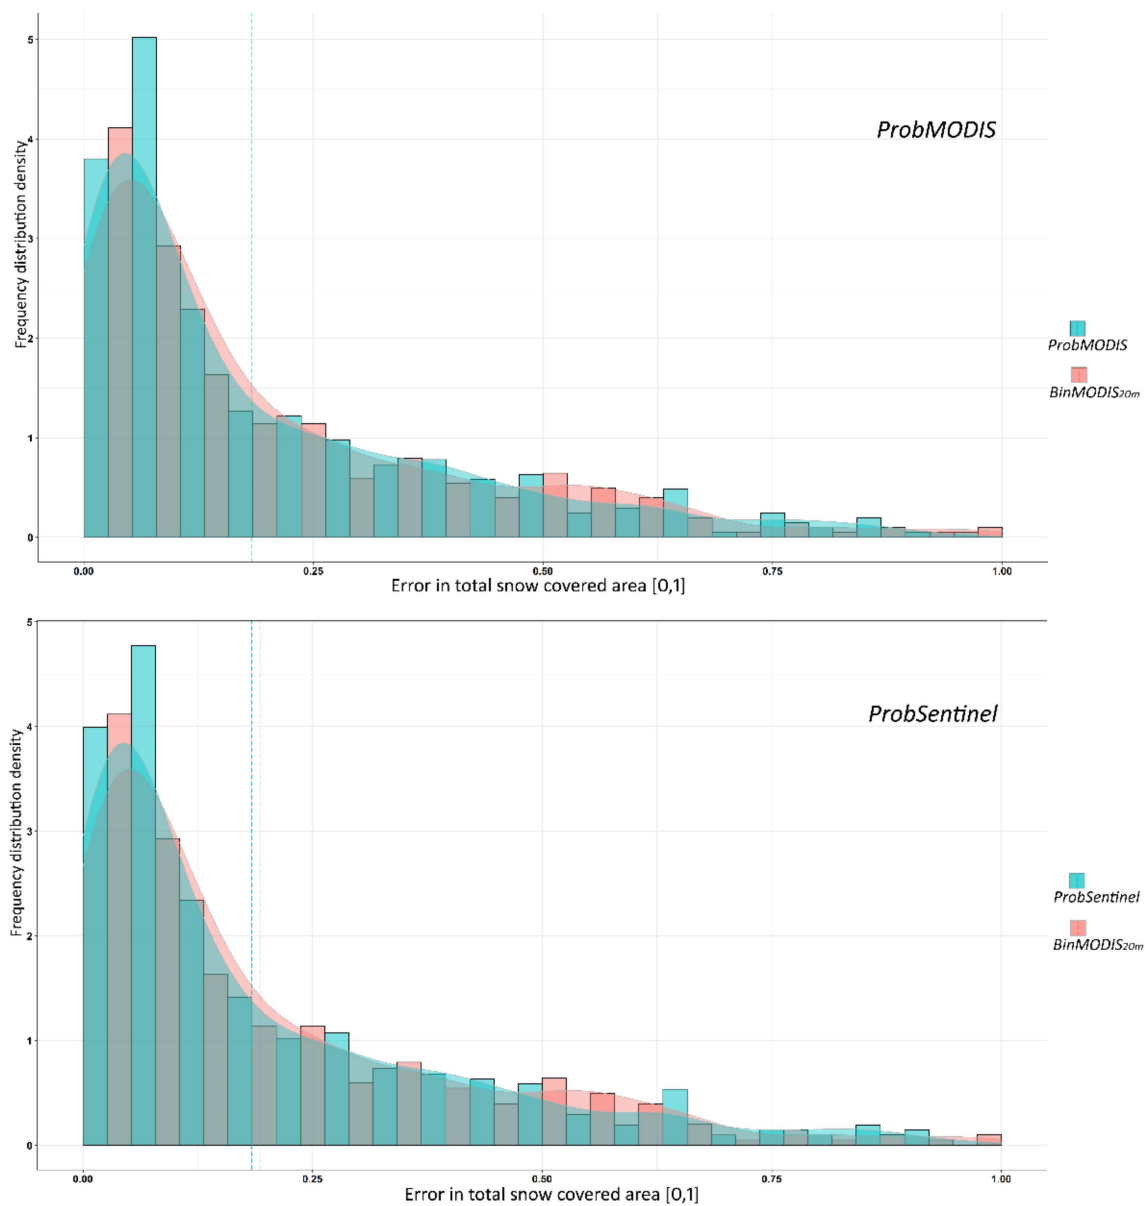 5
4
3
2
1
0
Frequency distribution density
ProbMODIS
ProbMODIS
BinMODIS20m
0.00 0.25 0.50 0.75 1.00
Error in total snow covered area [0,1]
5
4
3
2
1
0
Frequency distribution density
ProbSentinel
ProbSentinel
BinMODIS20m
0.00 0.25 0.50 0.75 1.00
Error in total snow covered area [0,1]